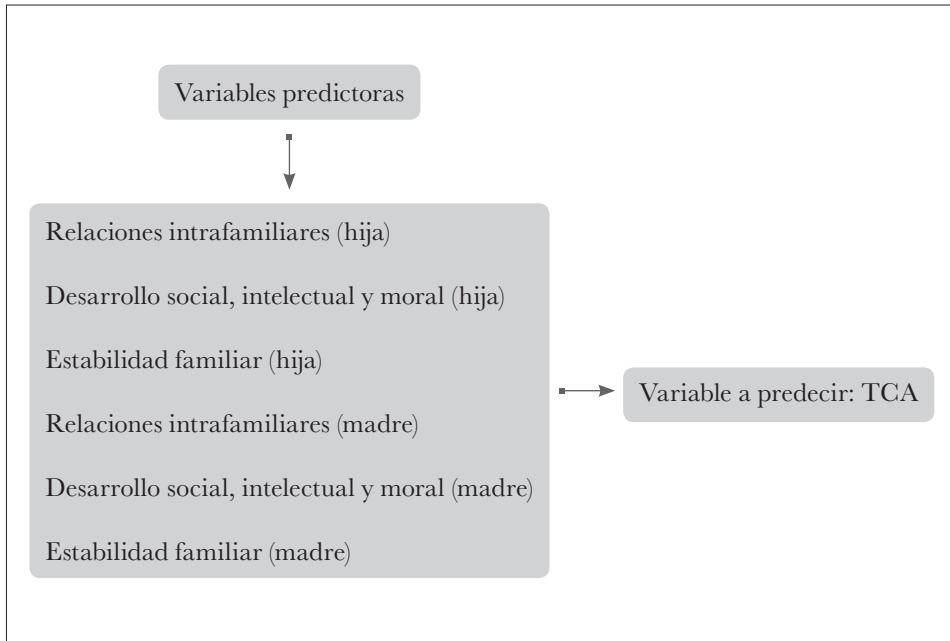 Variables predictoras
Relaciones intrafamiliares (hija)
Desarrollo social, intelectual y moral (hija)
Estabilidad familiar (hija)
Relaciones intrafamiliares (madre)
Desarrollo social, intelectual y moral (madre)
Estabilidad familiar (madre)
Variable a predecir: TCA